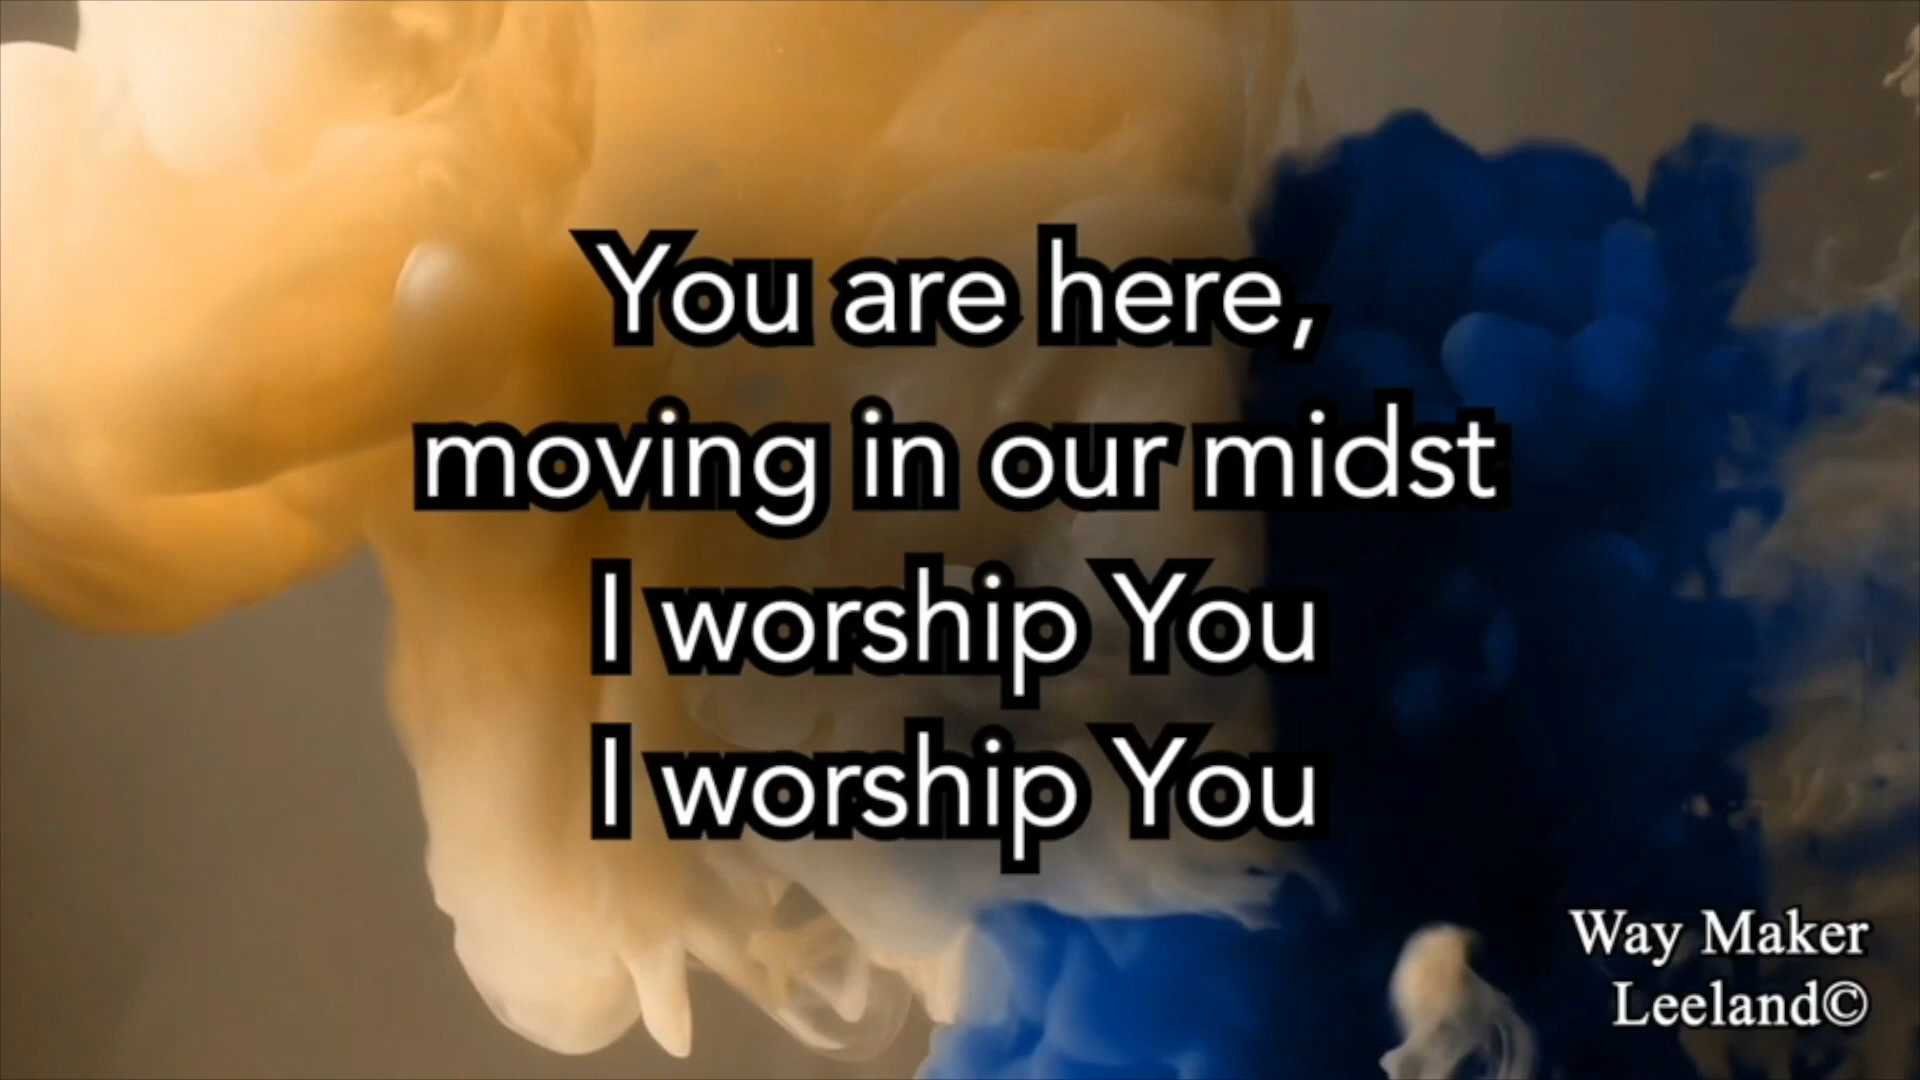 You are here,
moving in our midst
I worship You
I worship You
Way Maker
Leeland©